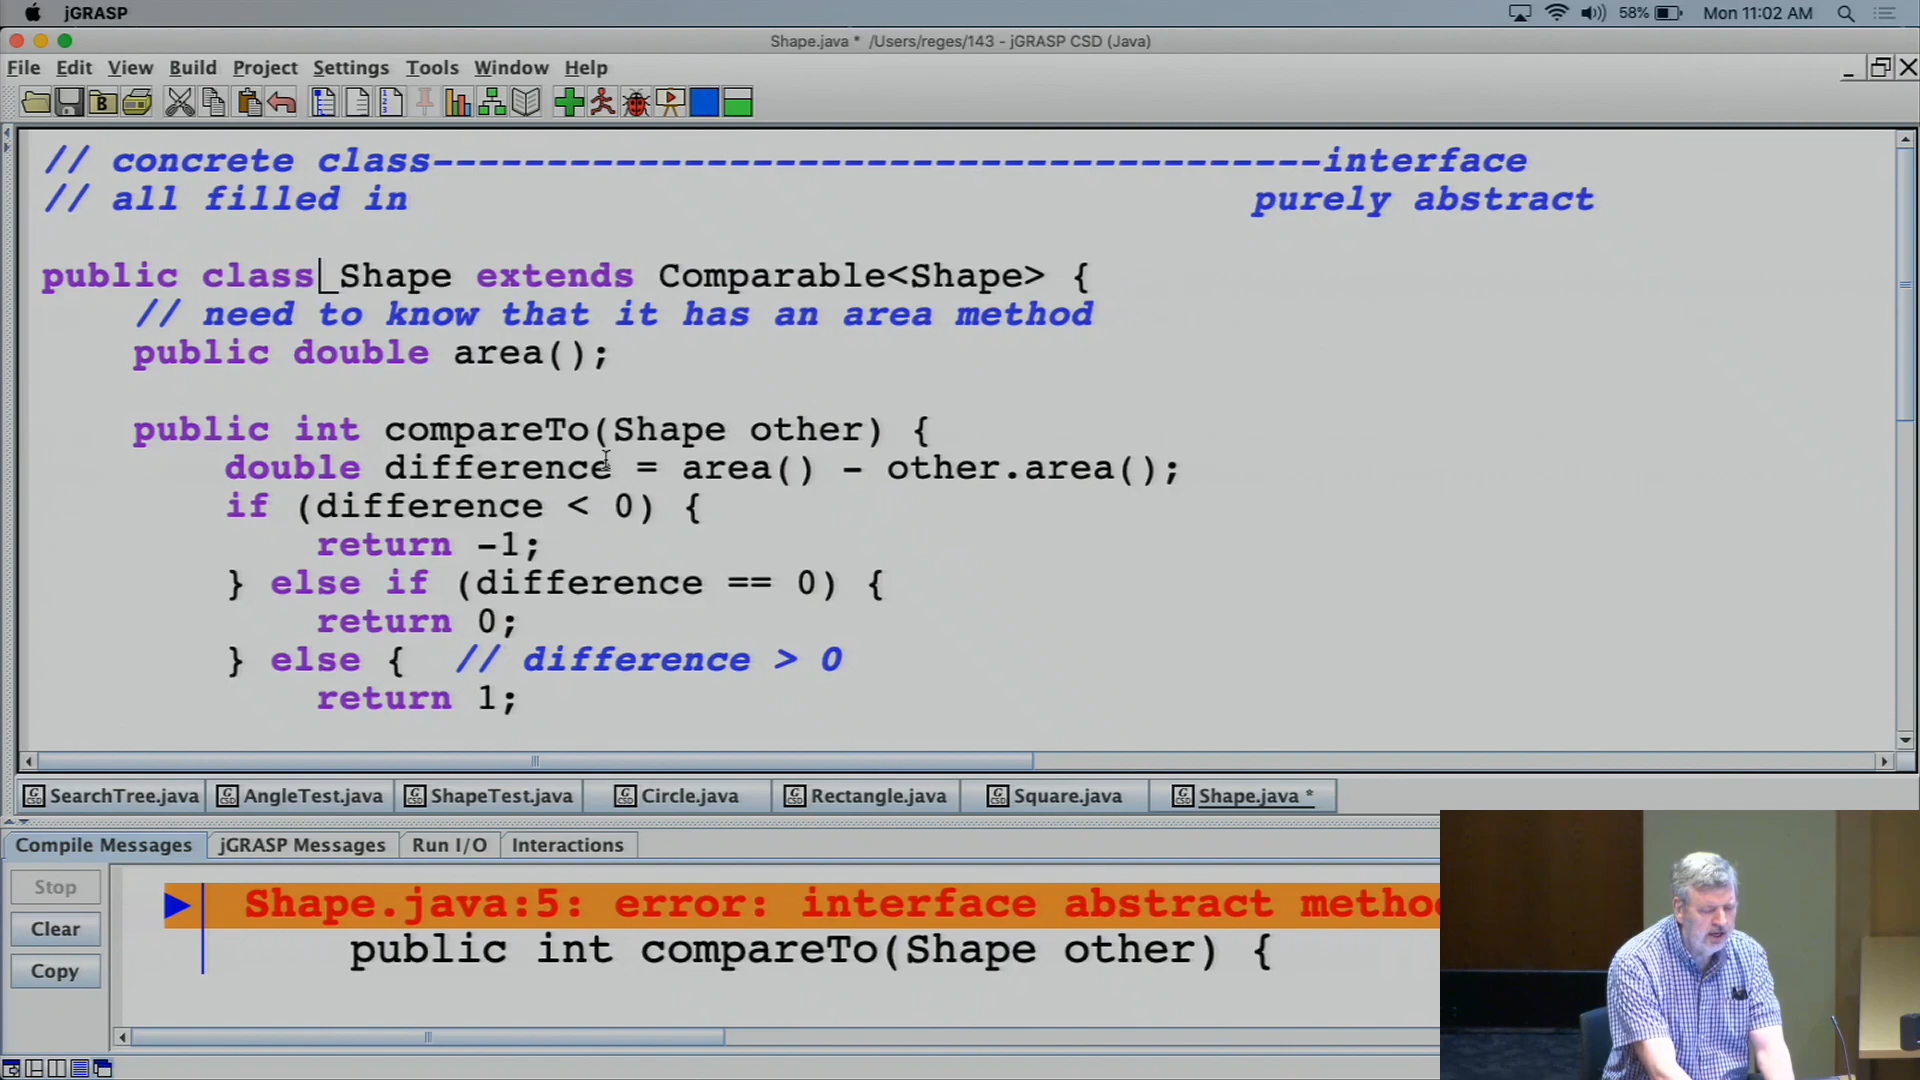 jGRASP
58% Mon 11:02 AM
Shape.java * /Users/reges/143 - jGRASP CSD (Java)
File Edit View Build Project Settings Tools Window Help
// concrete class---------------------------------------interface
// all filled in purely abstract
public class Shape extends Comparable<Shape> {
// need to know that it has an area method
public double area();
public int compareTo(Shape other) {
double difference = area() - other.area();
if (difference < 0) {
return -1;
} else if (difference == 0) {
return 0;
} else { // difference > 0
return 1;
SearchTree.java AngleTest.java ShapeTest.java Circle.java Rectangle.java Square.java Shape.java *
Compile Messages jGRASP Messages Run I/O Interactions
Stop
Clear
Copy
Shape.java:5: error: interface abstract metho
public int compareTo(Shape other) {